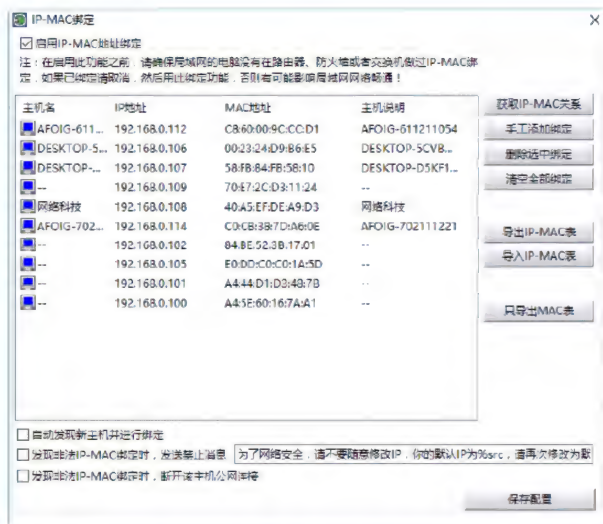 IP-MAC绑定
启用IP-MAC地址绑定
注：在启用此功能之前，请确保局域网的电脑没有在路由器、防火墙或者交换机做过IP-MAC绑
定，如果已绑定请取消，然后用此绑定功能，否则有可能影响局域网网络畅通！
主机名 IP地址 MAC地址 主机说明
AFOIG-611... 192.168.0.112 C8:60:00:9C:CC:D1 AFOIG-611211054
DESKTOP-5... 192.168.0.106 00:23:24:D9:B6:E5 DESKTOP-5CVB...
DESKTOP-... 192.168.0.107 58:FB:84:FB:58:10 DESKTOP-D5KF1...
-- 192.168.0.109 70:E7:2C:D3:11:24 --
网络科技 192.168.0.108 40:A5:EF:DE:A9:D3 网络科技
AFOIG-702... 192.168.0.114 C0:CB:38:7D:A6:0E AFOIG-702111221
-- 192.168.0.102 84:BE:52:3B:17:01 --
-- 192.168.0.105 E0:DD:C0:C0:1A:5D --
-- 192.168.0.101 A4:44:D1:D3:48:7B --
-- 192.168.0.100 A4:5E:60:16:7A:A1 --
获取IP-MAC关系
手工添加绑定
删除选中绑定
清空全部绑定
导出IP-MAC表
导入IP-MAC表
只导出MAC表
自动发现新主机并进行绑定
发现非法IP-MAC绑定时，发送禁止消息 为了网络安全，请不要随意修改IP，你的默认IP为%src，请再次修改为默
发现非法IP-MAC绑定时，断开该主机公网连接
保存配置